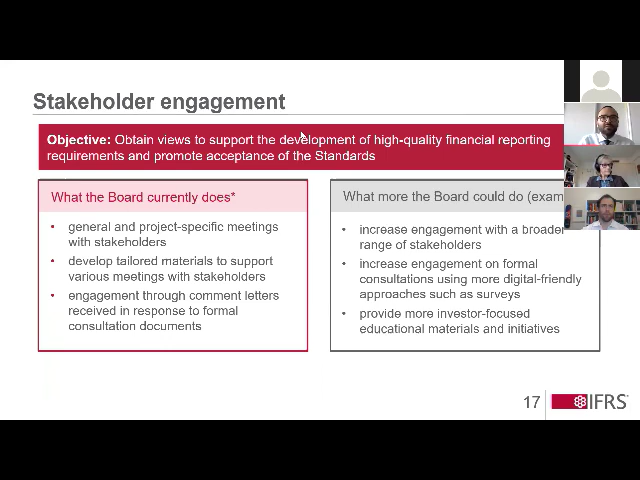 Stakeholder engagement
Objective: Obtain views to support the development of high-quality financial reporting
requirements and promote acceptance of the Standards
What the Board currently does*
• general and project-specific meetings
with stakeholders
• develop tailored materials to support
various meetings with stakeholders
• engagement through comment letters
received in response to formal
consultation documents
What more the Board could do (exam
• increase engagement with a broader
range of stakeholders
• increase engagement on formal
consultations using more digital-friendly
approaches such as surveys
• provide more investor-focused
educational materials and initiatives
17
IFRS